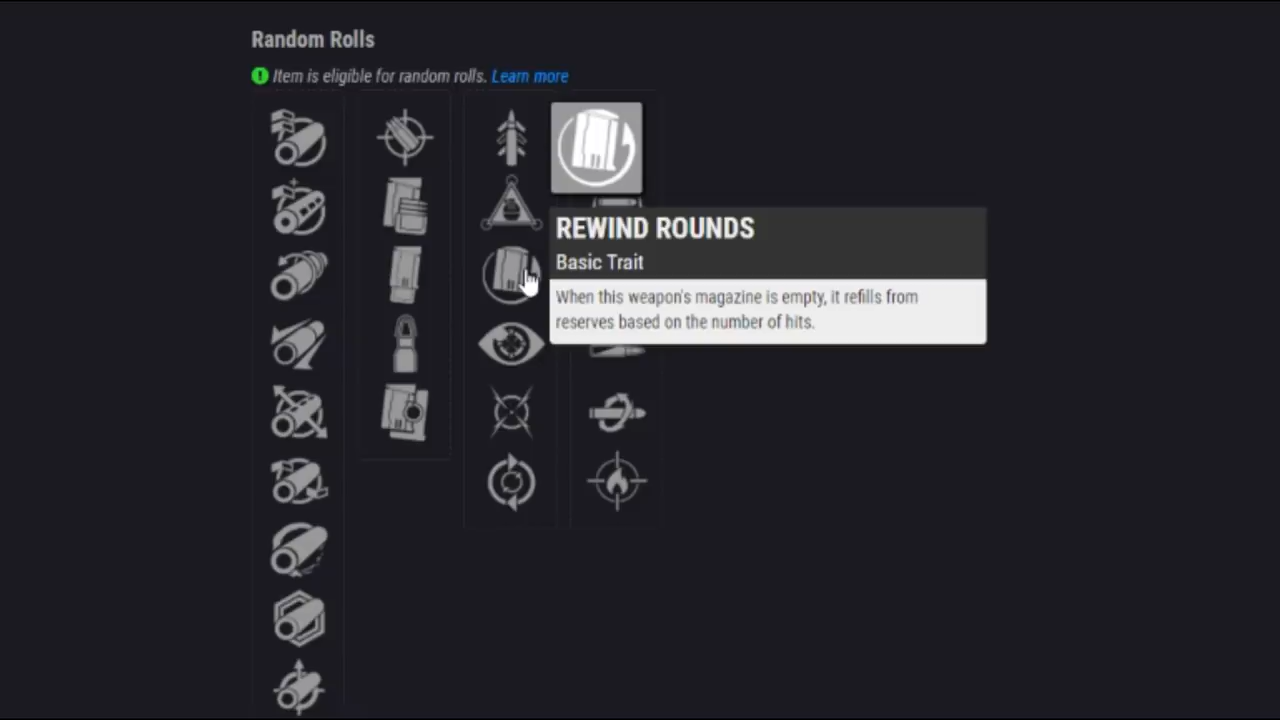 Random Rolls
Item is eligible for random rolls. Learn more
REWIND ROUNDS
Basic Trait
When this weapon's magazine is empty, it refills from
reserves based on the number of hits.